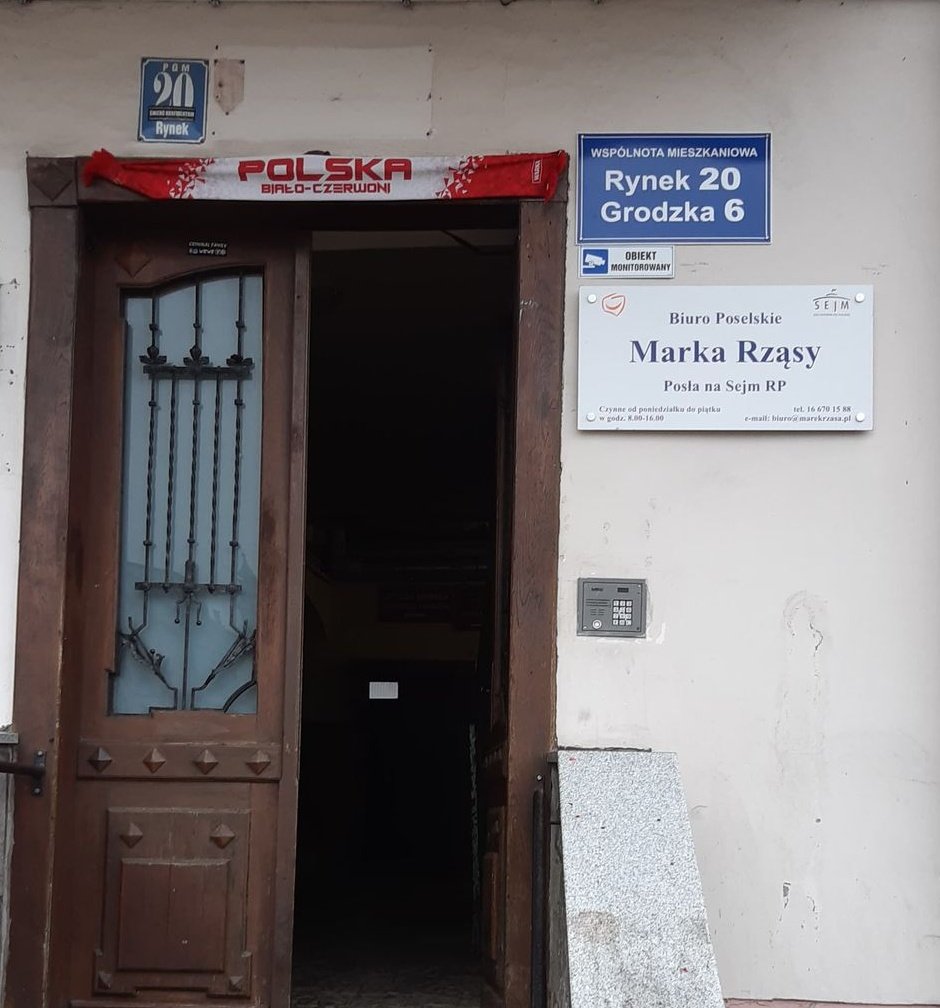 PGM
20
Rynek
POLSKA
BIAŁO-CZERWONI
WARKA
WSPÓLNOTA MIESZKANIOWA
Rynek 20
Grodzka 6
OBIEKT
MONITOROWANY
SEJM
Biuro Poselskie
Marka Rząsy
Posła na Sejm RP
Czynne od poniedziałku do piątku
w godz. 8.00-16.00
tel. 16 670 15 88
e-mail: biuro@marekrzasa.pl